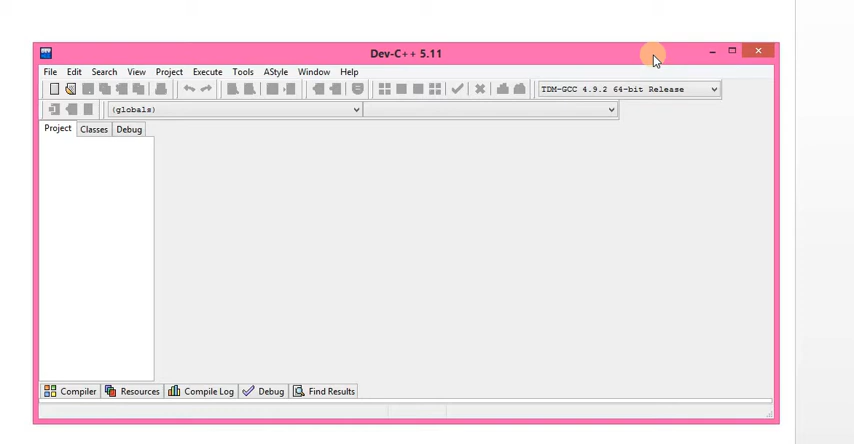 Dev-C++ 5.11
File Edit Search View Project Execute Tools AStyle Window Help
TDM-GCC 4.9.2 64-bit Release
(globals)
Project Classes Debug
Compiler Resources Compile Log Debug Find Results